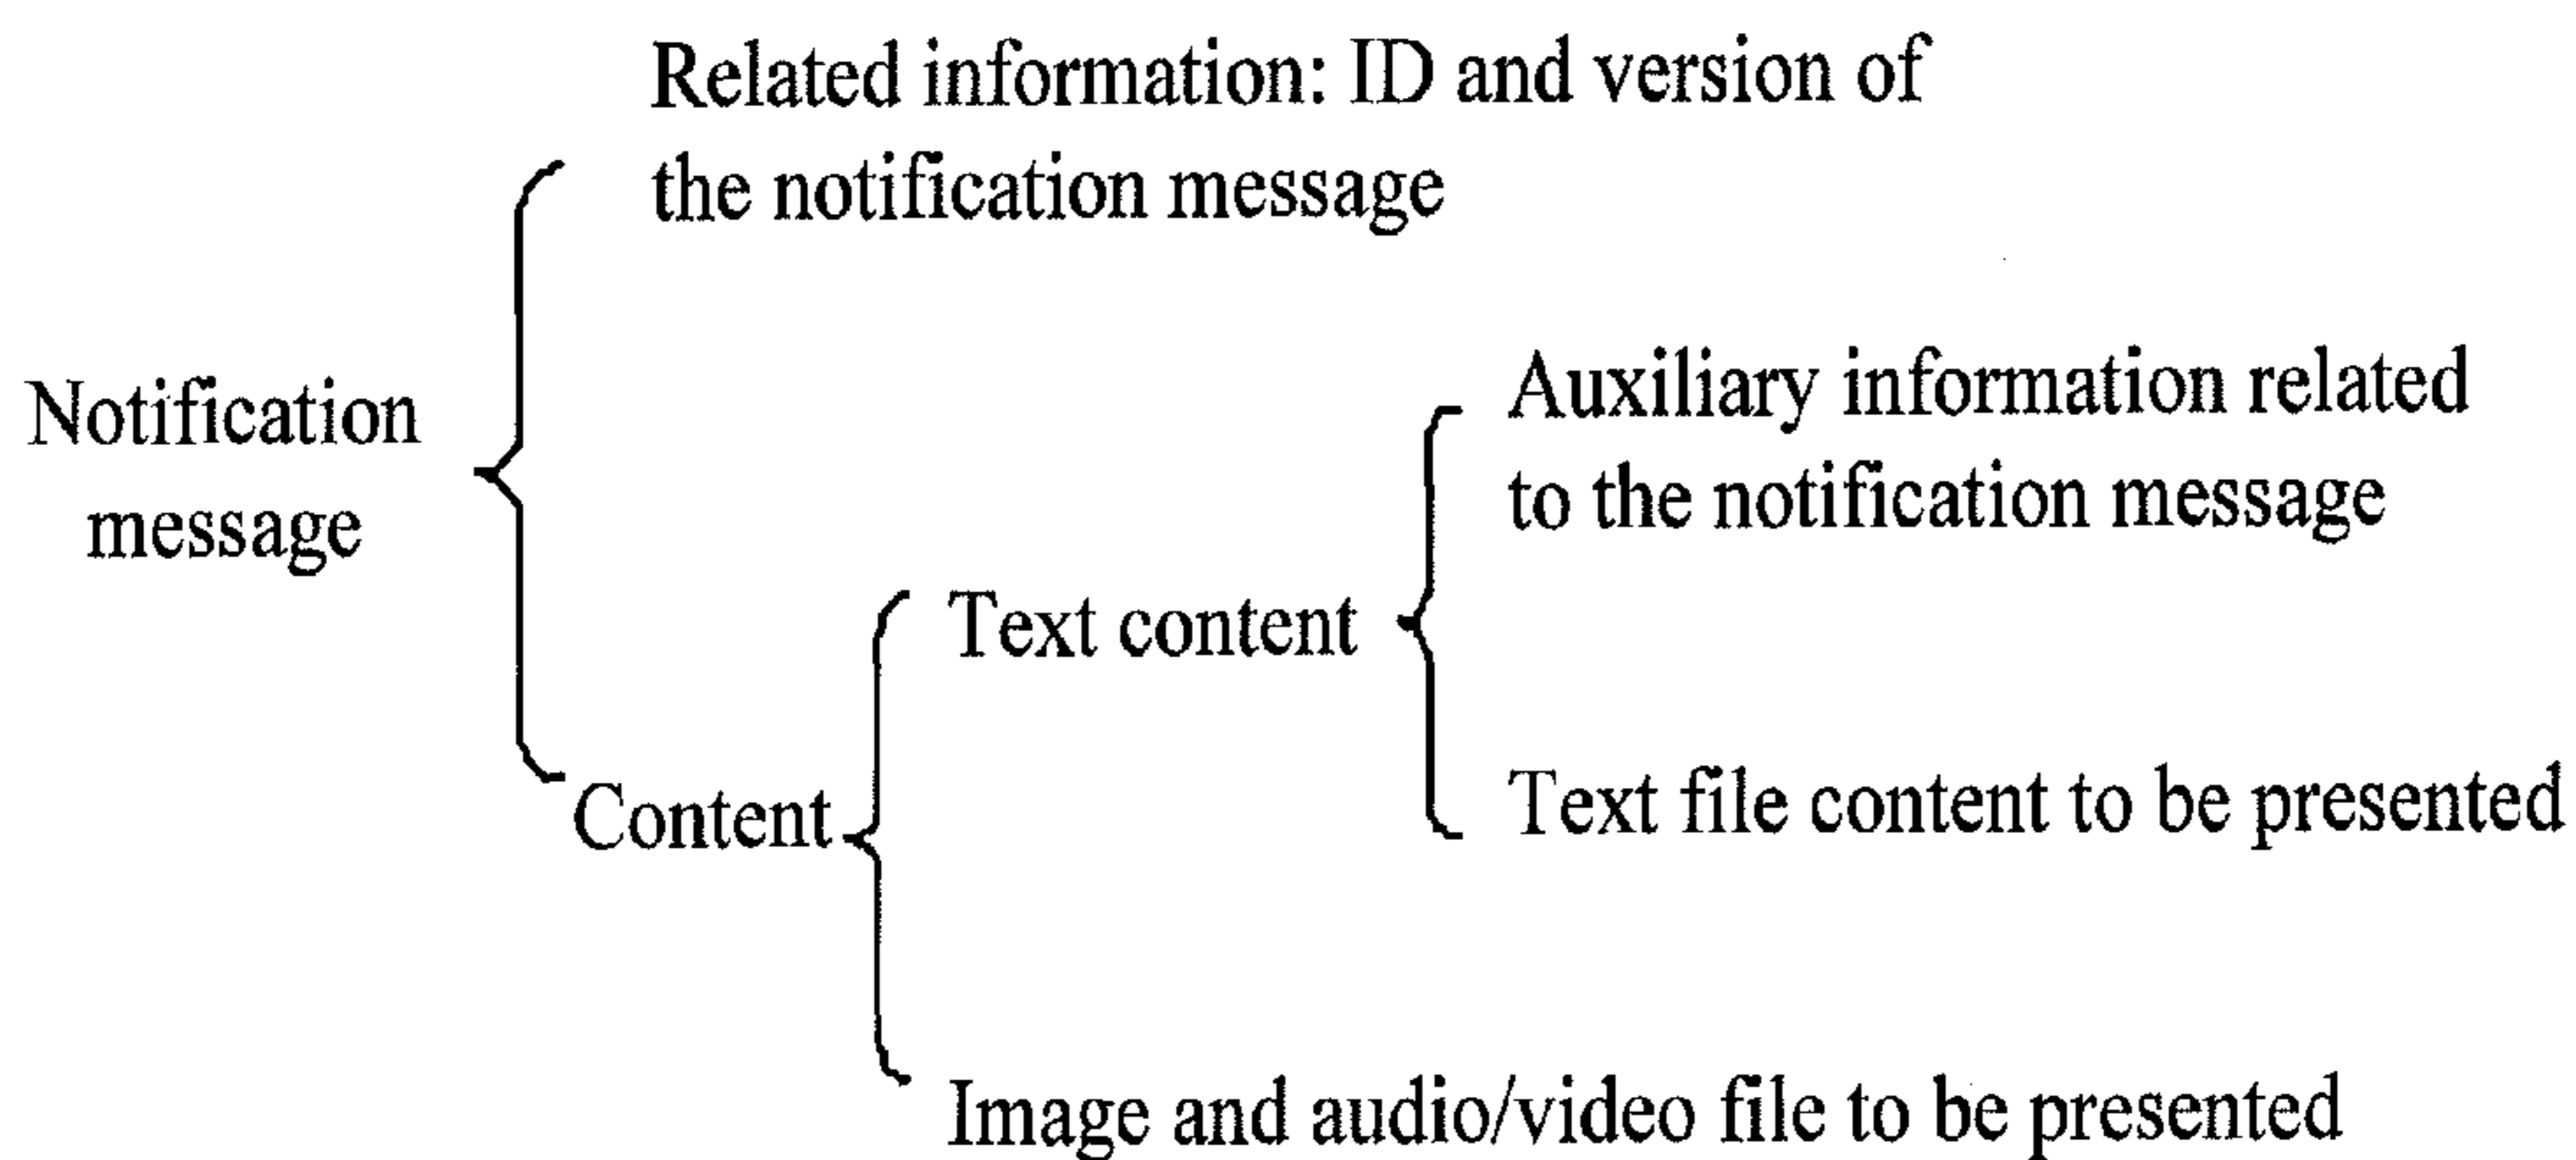 Related information: ID and version of
the notification message
Notification
message
Auxiliary information related
to the notification message
Text content
Text file content to be presented
Content
Image and audio/video file to be presented